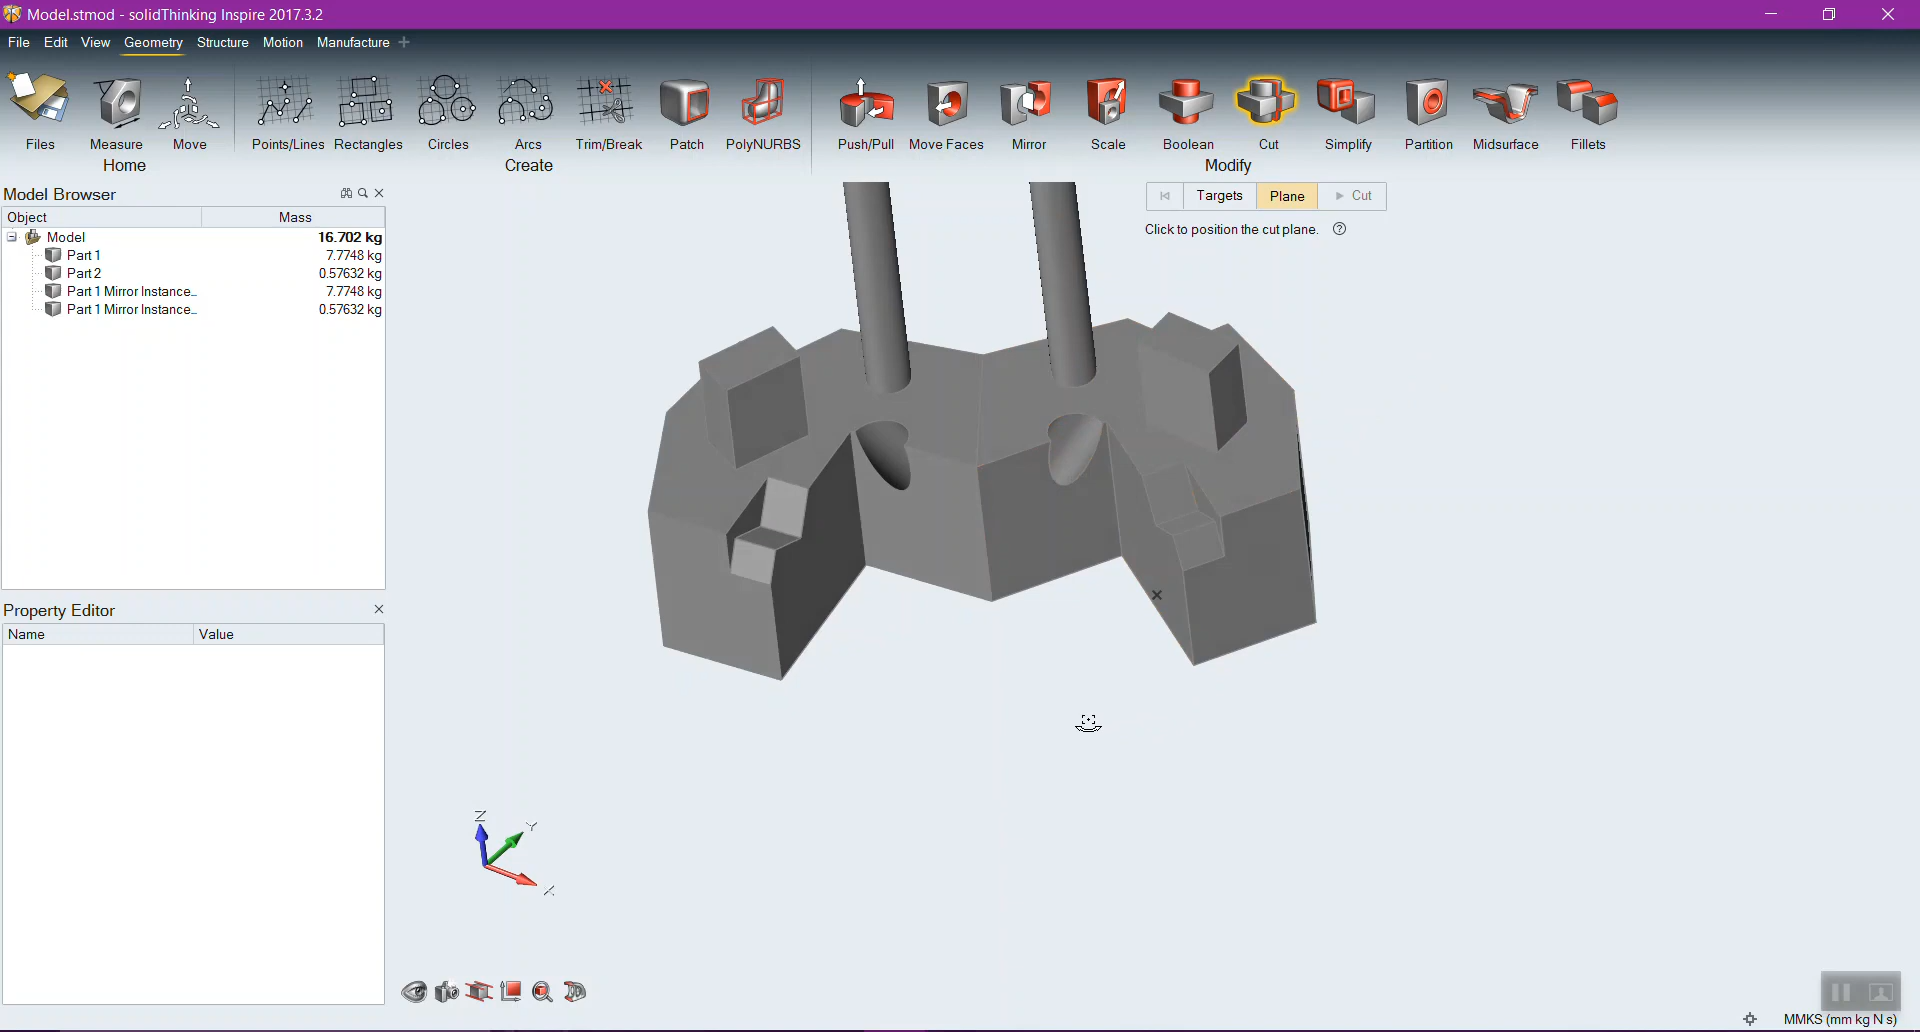 Model.stmod - solidThinking Inspire 2017.3.2
File Edit View Geometry Structure Motion Manufacture
Files Measure Move Points/Lines Rectangles Circles Arcs Trim/Break Patch PolyNURBS Push/Pull Move Faces Mirror Scale Boolean Cut Simplify Partition Midsurface Fillets
Home Create Modify
Model Browser
Object Mass
Model 16.702 kg
Part 1 7.7748 kg
Part 2 0.57632 kg
Part 1 Mirror Instance... 7.7748 kg
Part 1 Mirror Instance... 0.57632 kg
Targets Plane Cut
Click to position the cut plane. ?
Property Editor
Name Value
Z
Y
X
MMKS (mm kg N s)